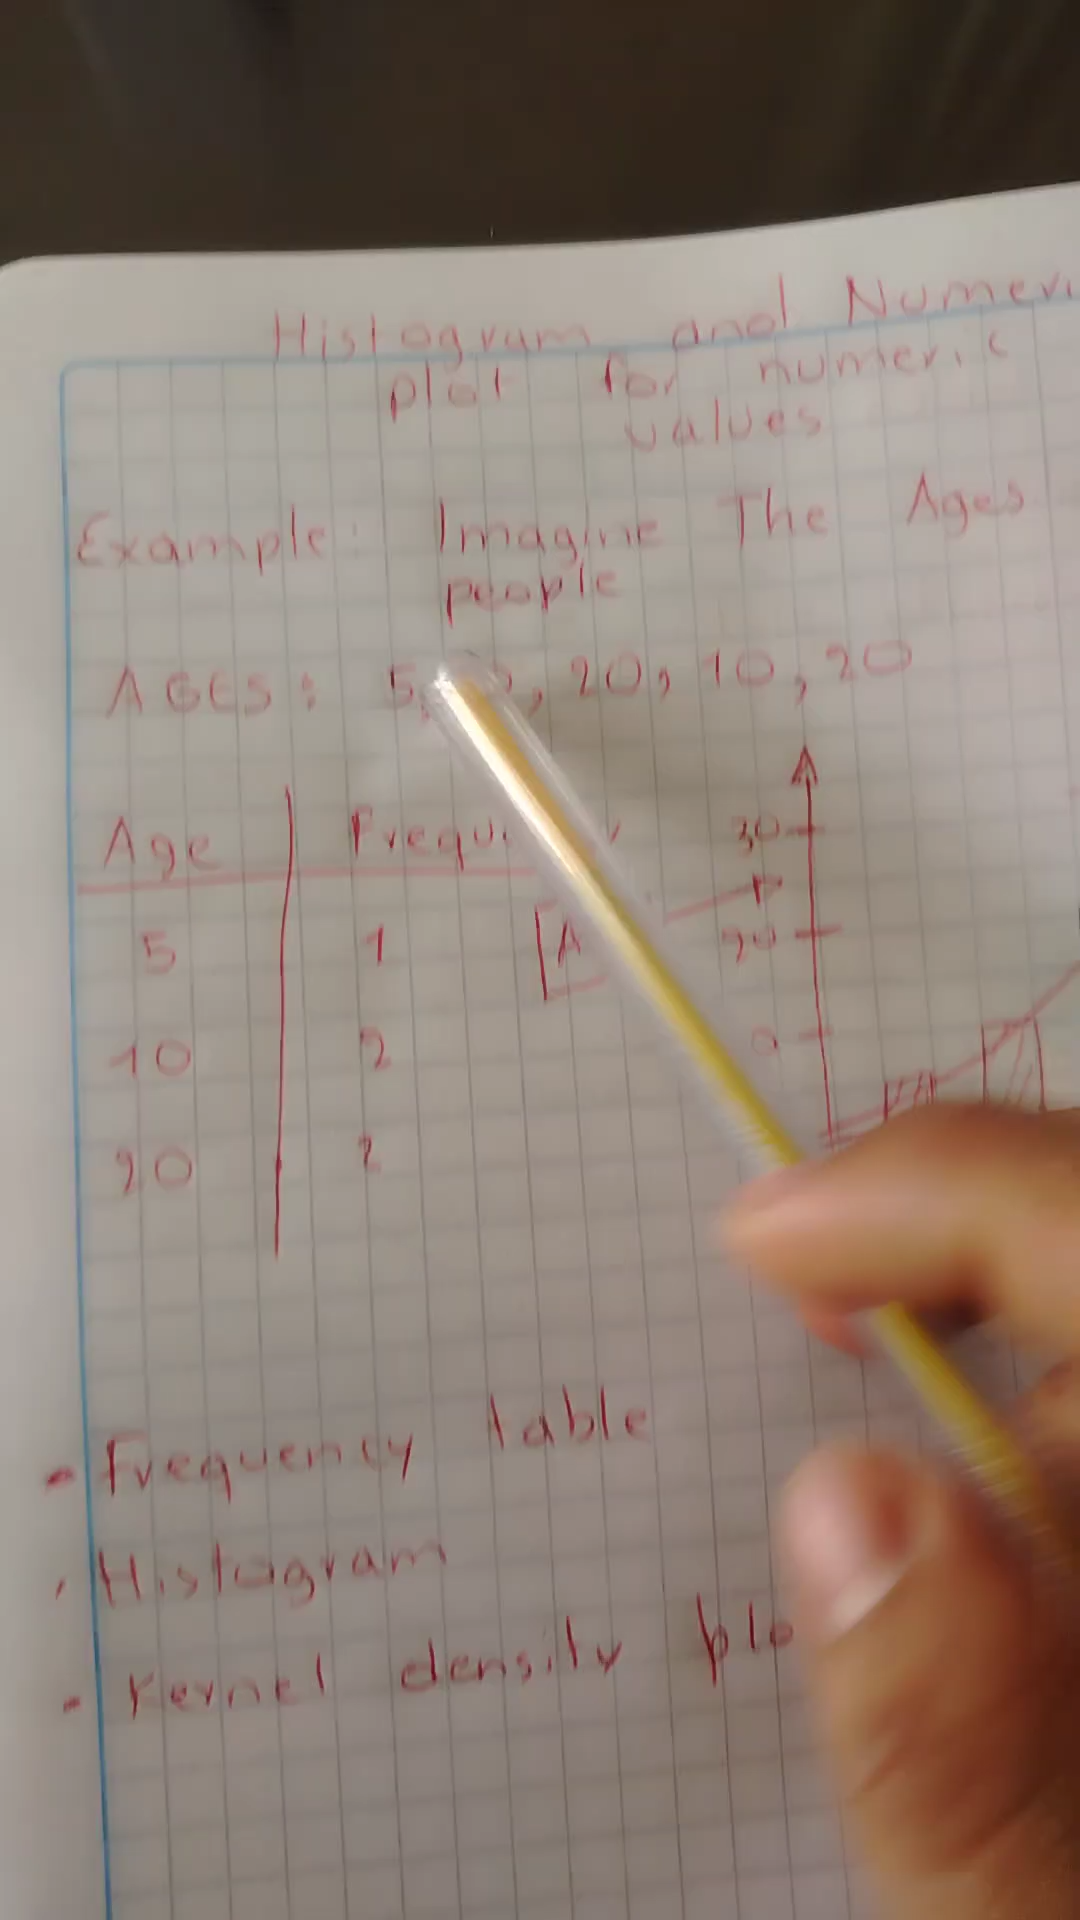 Histogram and Numeri
plot for numeric
values
Example: Imagine The Ages
people
AGES: 5, 20, 10, 20
Age
5 1
10 2
20 2
30
20
- Frequency table
Histogram
- Kernel density